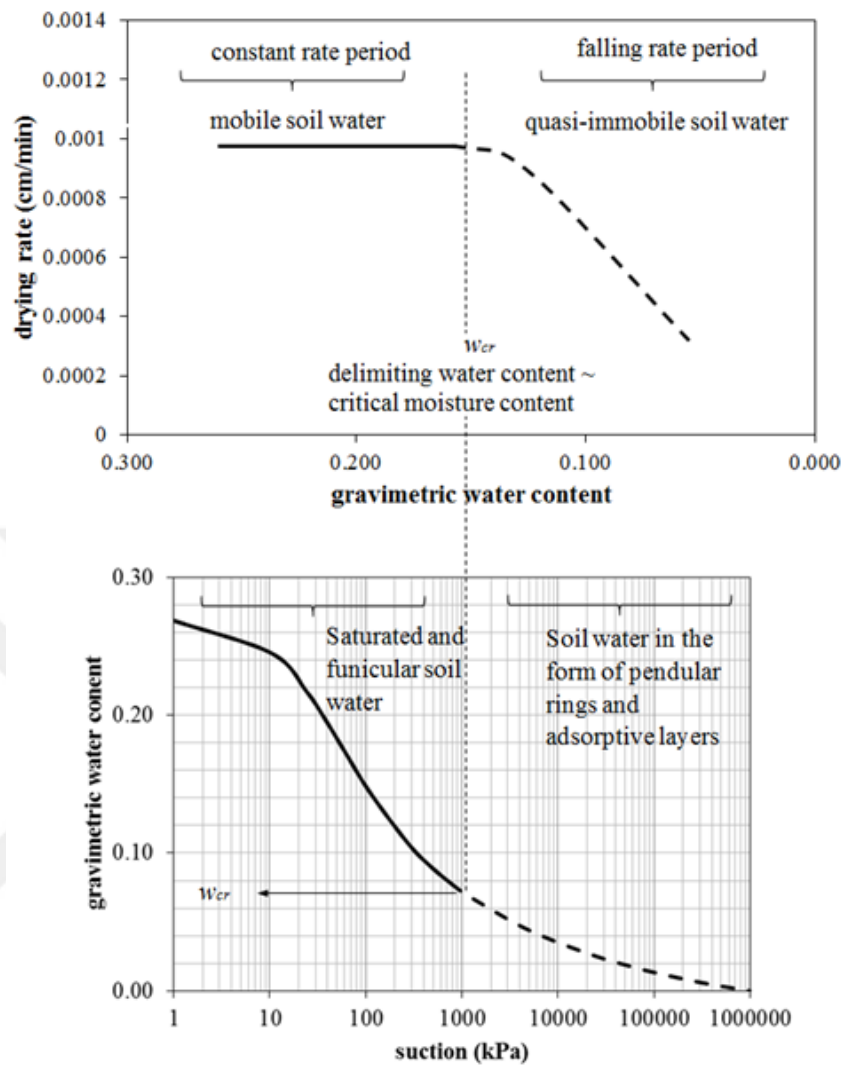 0.0014
constant rate period
falling rate period
0.0012
mobile soil water
quasi-immobile soil water
0.001
0.0008
0.0006
0.0004
0.0002
0
drying rate (cm/min)
wcr
delimiting water content ~
critical moisture content
0.300
0.200
0.100
0.000
gravimetric water content
0.30
Saturated and
funicular soil
water
Soil water in the
form of pendular
rings and
adsorptive layers
0.20
0.10
0.00
gravimetric water conent
wcr
1
10
100
1000
10000
100000
1000000
suction (kPa)